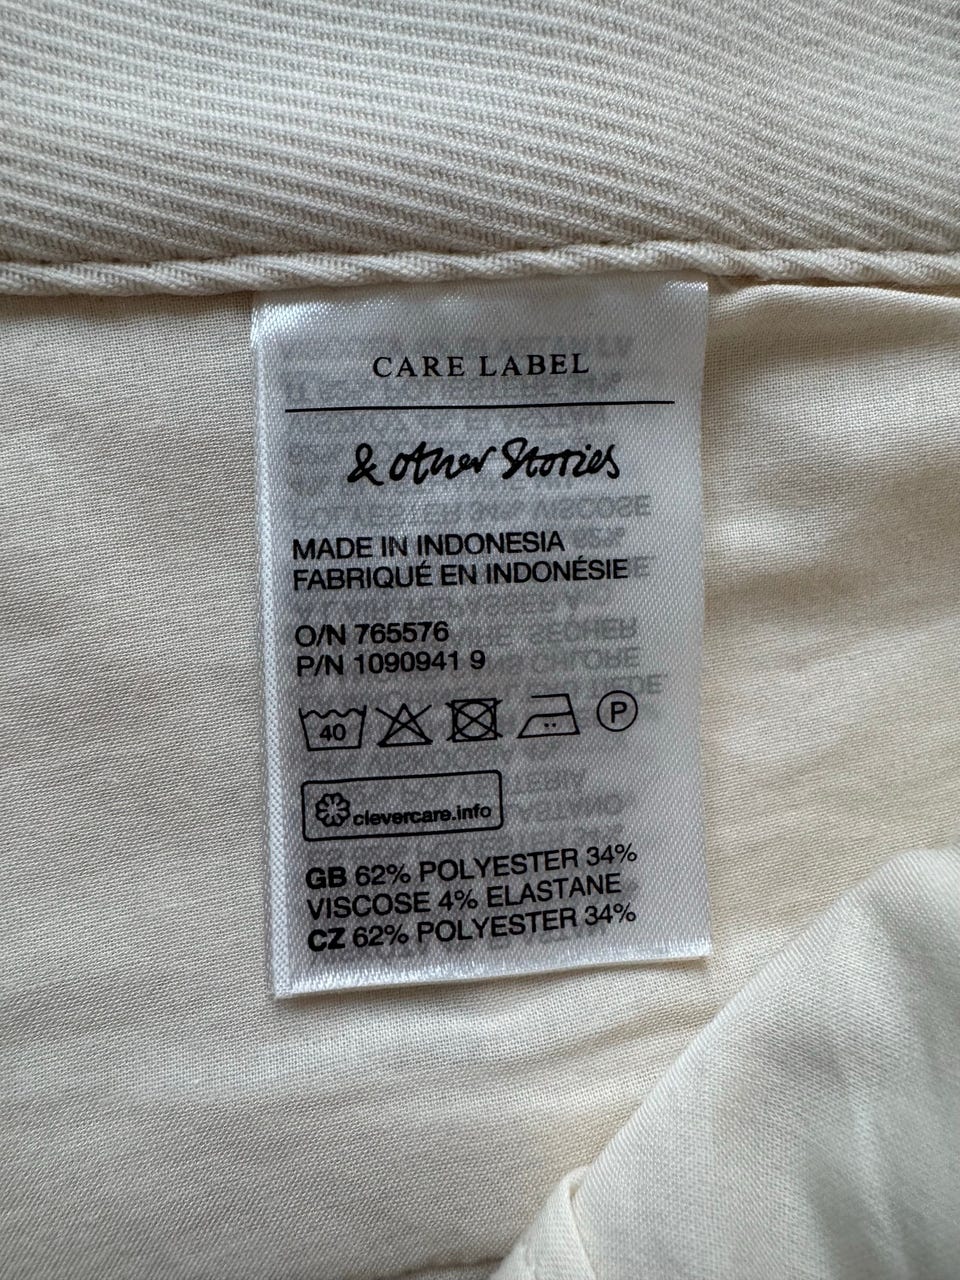 CARE LABEL
& other Stories
MADE IN INDONESIA
FABRIQUÉ EN INDONÉSIE
O/N 765576
P/N 1090941 9
40 P
clevercare.info
GB 62% POLYESTER 34%
VISCOSE 4% ELASTANE
CZ 62% POLYESTER 34%